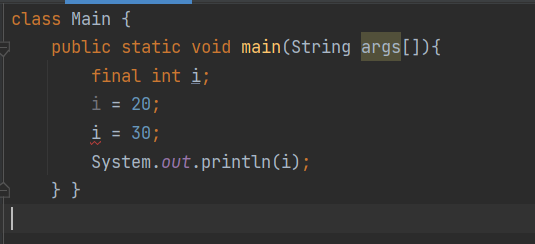 class Main {
    public static void main(String args[]){
        final int i;
        i = 20;
        i = 30;
        System.out.println(i);
    } }